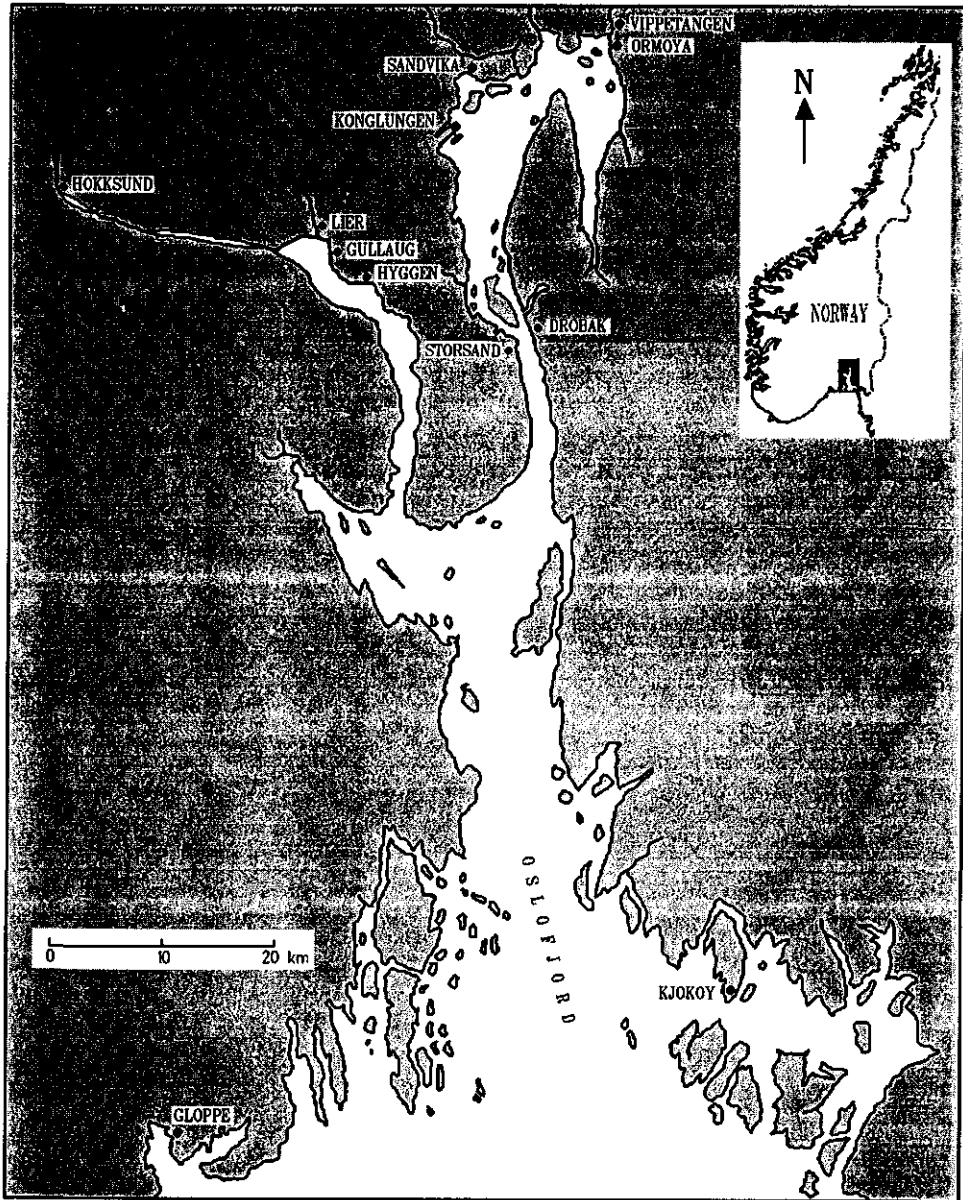 VIPPETANGEN
ORMOYA
SANDVIKA
KONGLUNGEN
N
HOKKSUND
LIER
GULLAUG
HYGGEN
DROBAK
NORWAY
STORSAND
OSLOFJORD
0 10 20 km
KJOKOY
GLOPPE